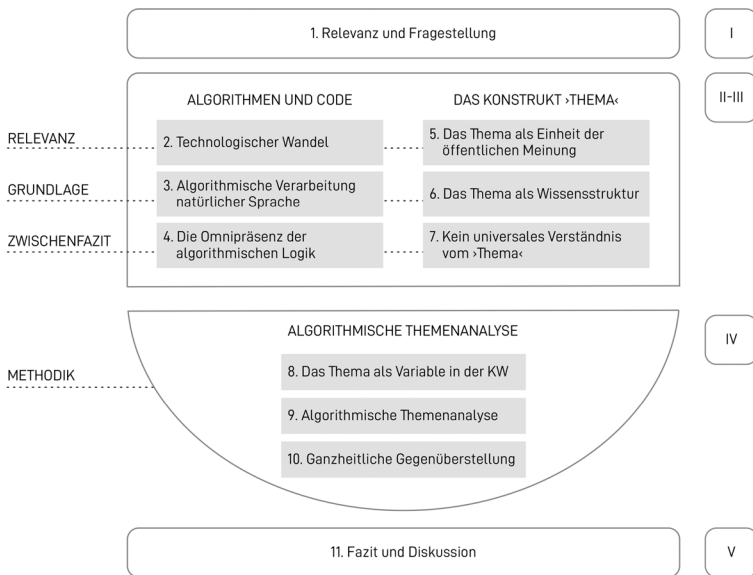 1. Relevanz und Fragestellung
I
ALGORITHMEN UND CODE
DAS KONSTRUKT ›THEMA‹
II-III
RELEVANZ
2. Technologischer Wandel
5. Das Thema als Einheit der
öffentlichen Meinung
GRUNDLAGE
3. Algorithmische Verarbeitung
natürlicher Sprache
6. Das Thema als Wissensstruktur
ZWISCHENFAZIT
4. Die Omnipräsenz der
algorithmischen Logik
7. Kein universales Verständnis
vom ›Thema‹
ALGORITHMISCHE THEMENANALYSE
IV
METHODIK
8. Das Thema als Variable in der KW
9. Algorithmische Themenanalyse
10. Ganzheitliche Gegenüberstellung
11. Fazit und Diskussion
V